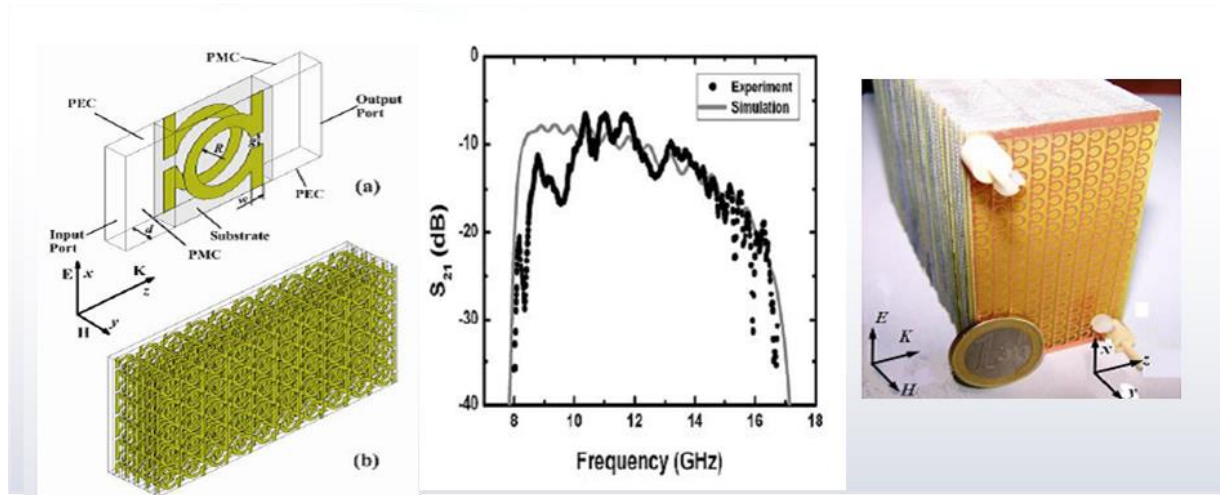 PMC
PEC
Output
Port
R
g
(a)
PEC
w
Substrate
PMC
d
Input
Port
E
x
K
z
H
y
(b)
0
-10
-20
-30
-40
S21 (dB)
Experiment
Simulation
8
10
12
14
16
18
Frequency (GHz)
E
K
H
x
z
y